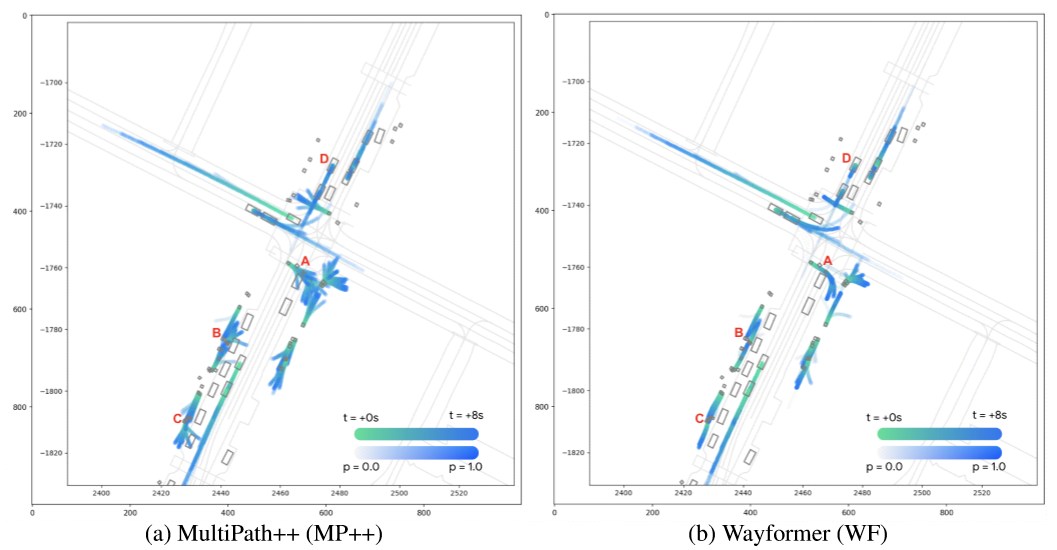 0
200
400
600
800
−1700
−1720
−1740
−1760
−1780
−1800
−1820
D
A
B
C
t = +0s
t = +8s
p = 0.0
p = 1.0
2400
2420
2440
2460
2480
2500
2520
0
200
400
600
800
(a) MultiPath++ (MP++)
0
200
400
600
800
−1700
−1720
−1740
−1760
−1780
−1800
−1820
D
A
B
C
t = +0s
t = +8s
p = 0.0
p = 1.0
2400
2420
2440
2460
2480
2500
2520
0
200
400
600
800
(b) Wayformer (WF)